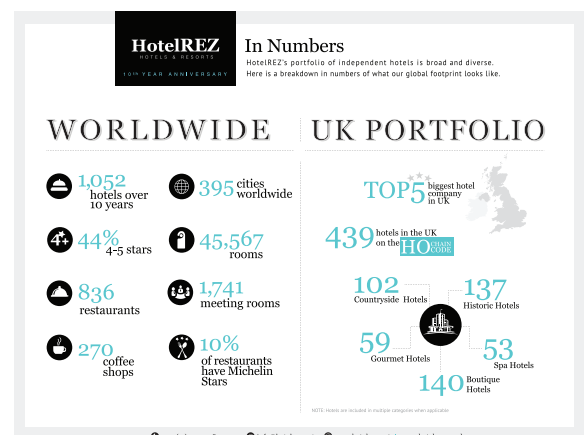 HotelREZ
HOTELS & RESORTS
10TH YEAR ANNIVERSARY
In Numbers
HotelREZ's portfolio of independent hotels is broad and diverse.
Here is a breakdown in numbers of what our global footprint looks like.
WORLDWIDE
1,052
hotels over
10 years
395 cities
worldwide
4+
44%
4-5 stars
45,567
rooms
836
restaurants
1,741
meeting rooms
270 coffee
shops
10%
of restaurants
have Michelin
Stars
UK PORTFOLIO
TOP5 biggest hotel
company
in UK
439 hotels in the UK
on the HO CHAIN
CODE
102
Countryside Hotels
137
Historic Hotels
59
Gourmet Hotels
53
Spa Hotels
140 Boutique
Hotels
NOTE: Hotels are included in multiple categories when applicable